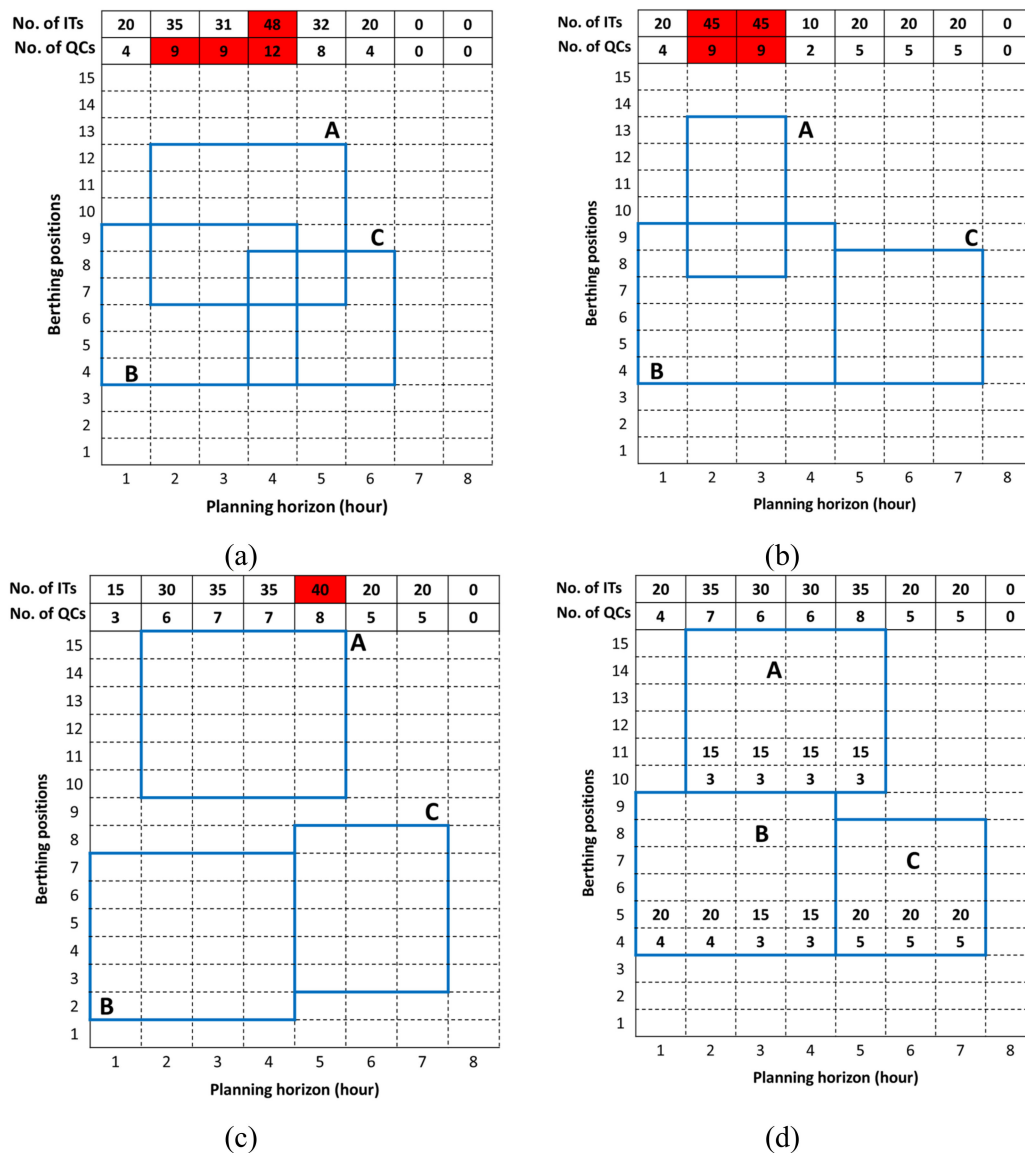 No. of ITs 20 35 31 48 32 20 0 0
No. of QCs 4 9 9 12 8 4 0 0
15
14
13 A
12
11
10
9 C
8
7
6
5
4 B
3
2
1
Berthing positions
1 2 3 4 5 6 7 8
Planning horizon (hour)
(a)
No. of ITs 20 45 45 10 20 20 20 0
No. of QCs 4 9 9 2 5 5 5 0
15
14
13 A
12
11
10
9 C
8
7
6
5
4 B
3
2
1
Berthing positions
1 2 3 4 5 6 7 8
Planning horizon (hour)
(b)
No. of ITs 15 30 35 35 40 20 20 0
No. of QCs 3 6 7 7 8 5 5 0
15 A
14
13
12
11
10
9 C
8
7
6
5
4
3
2 B
1
Berthing positions
1 2 3 4 5 6 7 8
Planning horizon (hour)
(c)
No. of ITs 20 35 30 30 35 20 20 0
No. of QCs 4 7 6 6 8 5 5 0
15
14 A
13
12
11 15 15 15 15
10 3 3 3 3
9
8 B
7 C
6
5 20 20 15 15 20 20 20
4 4 4 3 3 5 5 5
3
2
1
Berthing positions
1 2 3 4 5 6 7 8
Planning horizon (hour)
(d)